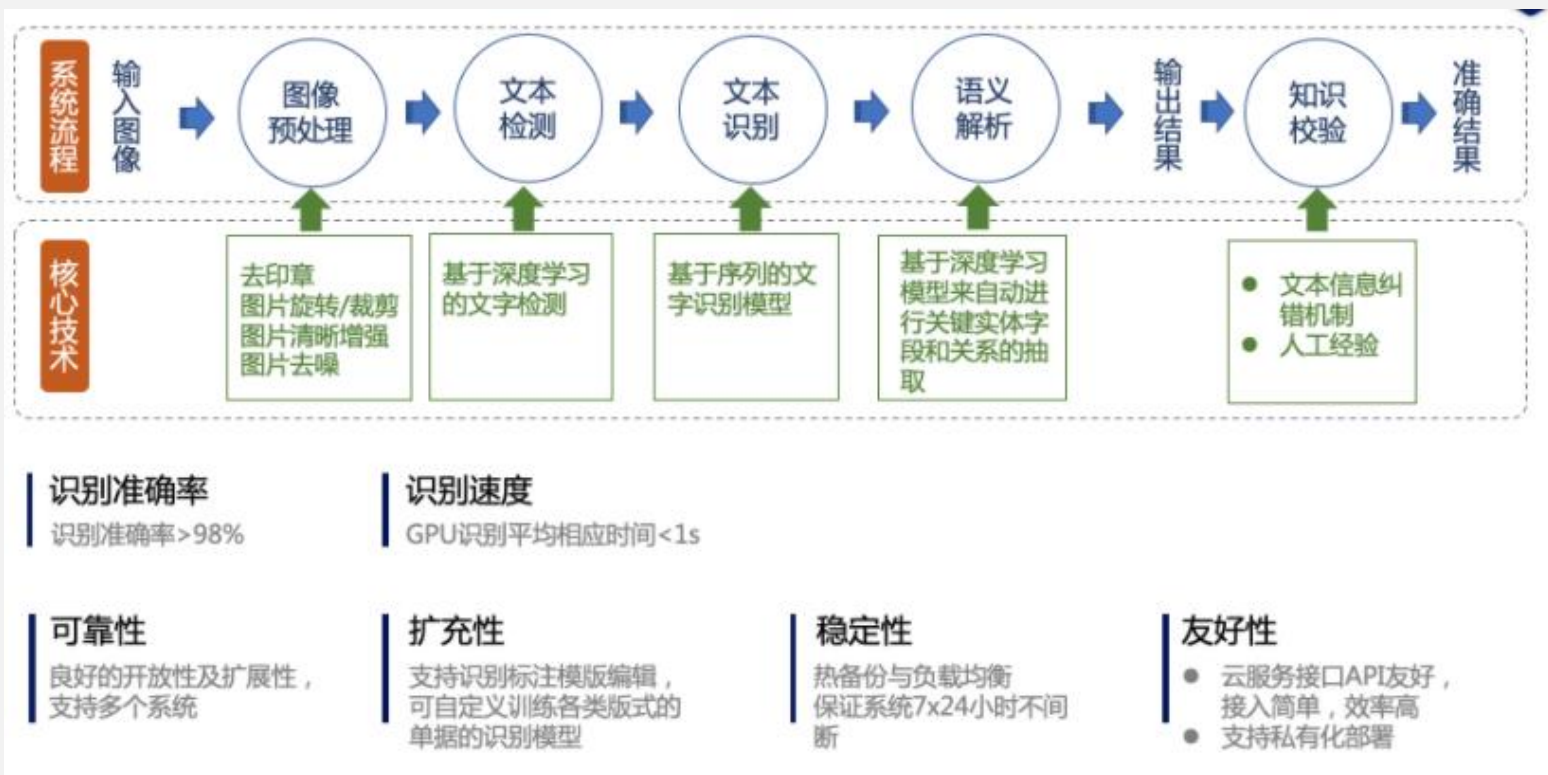 系统流程
输入图像
图像
预处理
文本
检测
文本
识别
语义
解析
输出结果
知识
校验
准确结果
核心技术
去印章
图片旋转/裁剪
图片清晰增强
图片去噪
基于深度学习
的文字检测
基于序列的文
字识别模型
基于深度学习
模型来自动进
行关键实体字
段和关系的抽
取
● 文本信息纠
错机制
● 人工经验
识别准确率
识别准确率>98%
识别速度
GPU识别平均相应时间<1s
可靠性
良好的开放性及扩展性，
支持多个系统
扩充性
支持识别标注模版编辑，
可自定义训练各类版式的
单据的识别模型
稳定性
热备份与负载均衡
保证系统7x24小时不间
断
友好性
● 云服务接口API友好，
接入简单，效率高
● 支持私有化部署